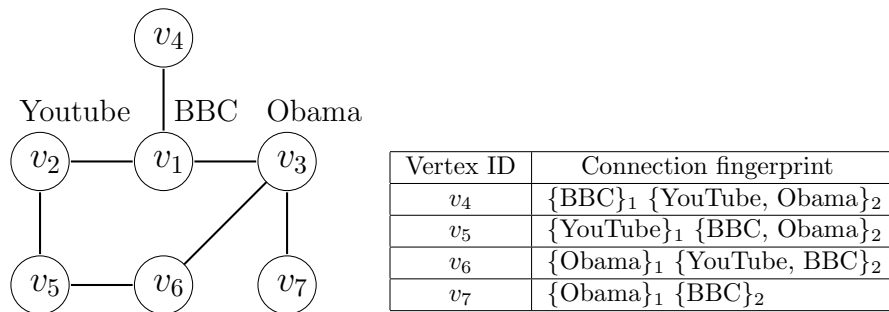 v4
Youtube BBC Obama
v2 v1 v3
v5 v6 v7
Vertex ID Connection fingerprint
v4 {BBC}1 {YouTube, Obama}2
v5 {YouTube}1 {BBC, Obama}2
v6 {Obama}1 {YouTube, BBC}2
v7 {Obama}1 {BBC}2